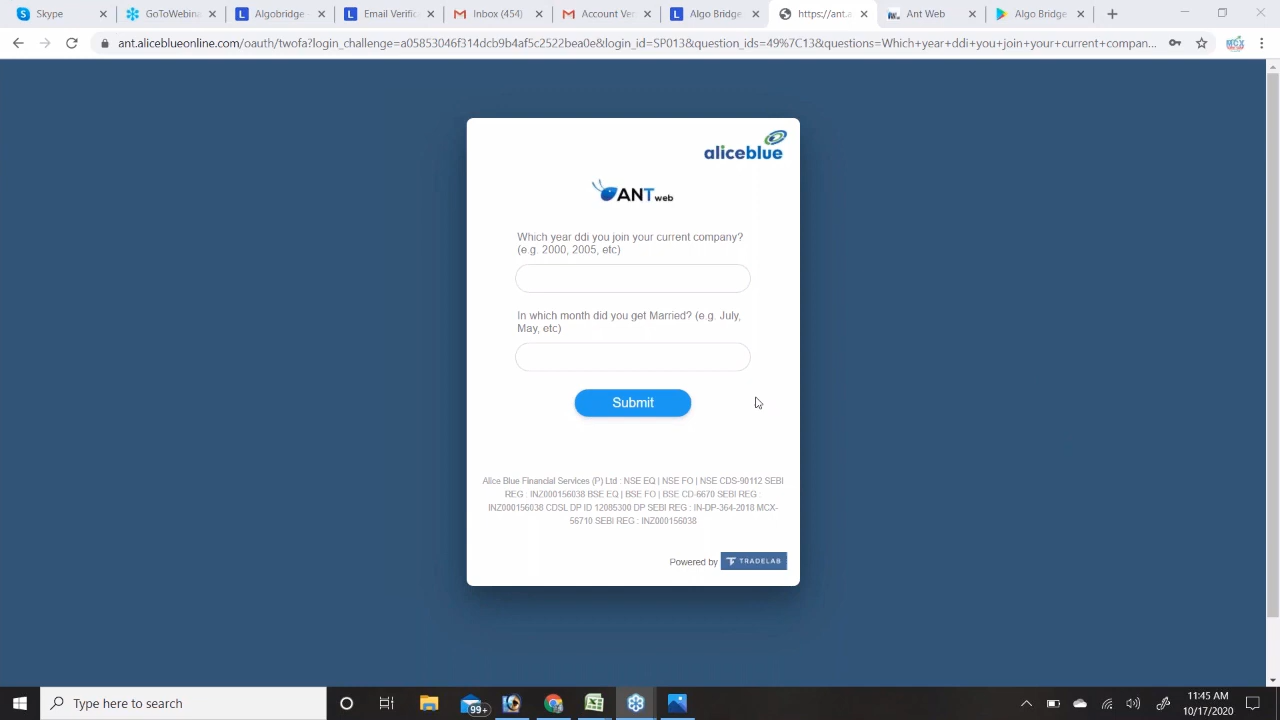 Skype
GoToWebina
Algobridge
Email Verific
Inbox (454)
Account Ver
Algo Bridge
https://ant.e
Ant Web
Algo Bridge
ant.aliceblueonline.com/oauth/twofa?login_challenge=a05853046f314dcb9b4af5c2522bea0e&login_id=SP013&question_ids=49%7C13&questions=Which+year+ddi+you+join+your+current+compan...
aliceblue
ANT web
Which year ddi you join your current company?
(e.g. 2000, 2005, etc)
In which month did you get Married? (e.g. July,
May, etc)
Submit
Alice Blue Financial Services (P) Ltd : NSE EQ | NSE FO | NSE CDS-90112 SEBI
REG : INZ000156038 BSE EQ | BSE FO | BSE CD-6670 SEBI REG :
INZ000156038 CDSL DP ID 12085300 DP SEBI REG : IN-DP-364-2018 MCX-
56710 SEBI REG : INZ000156038
Powered by TRADELAB
Type here to search
99+
11:45 AM
10/17/2020